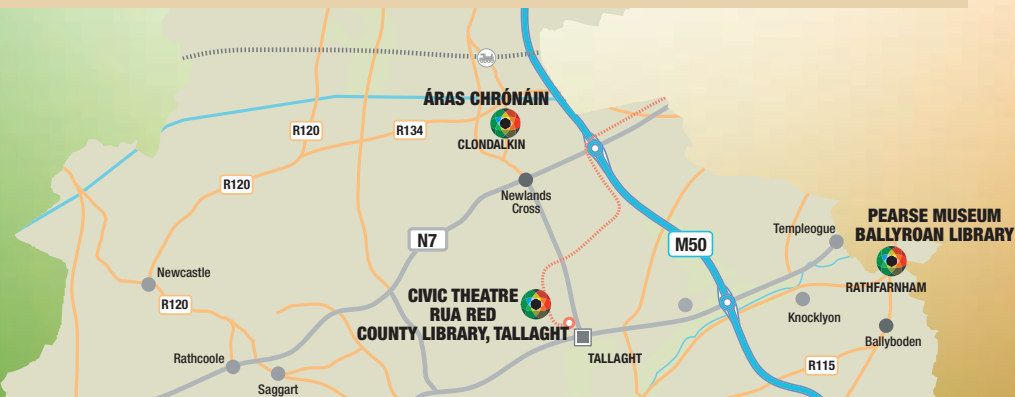 ÁRAS CHRÓNÁIN
R120
R134
CLONDALKIN
R120
Newlands
Cross
PEARSE MUSEUM
BALLYROAN LIBRARY
Templeogue
N7
M50
Newcastle
RATHFARNHAM
R120
CIVIC THEATRE
RUA RED
COUNTY LIBRARY, TALLAGHT
Knocklyon
Ballyboden
Rathcoole
TALLAGHT
R115
Saggart